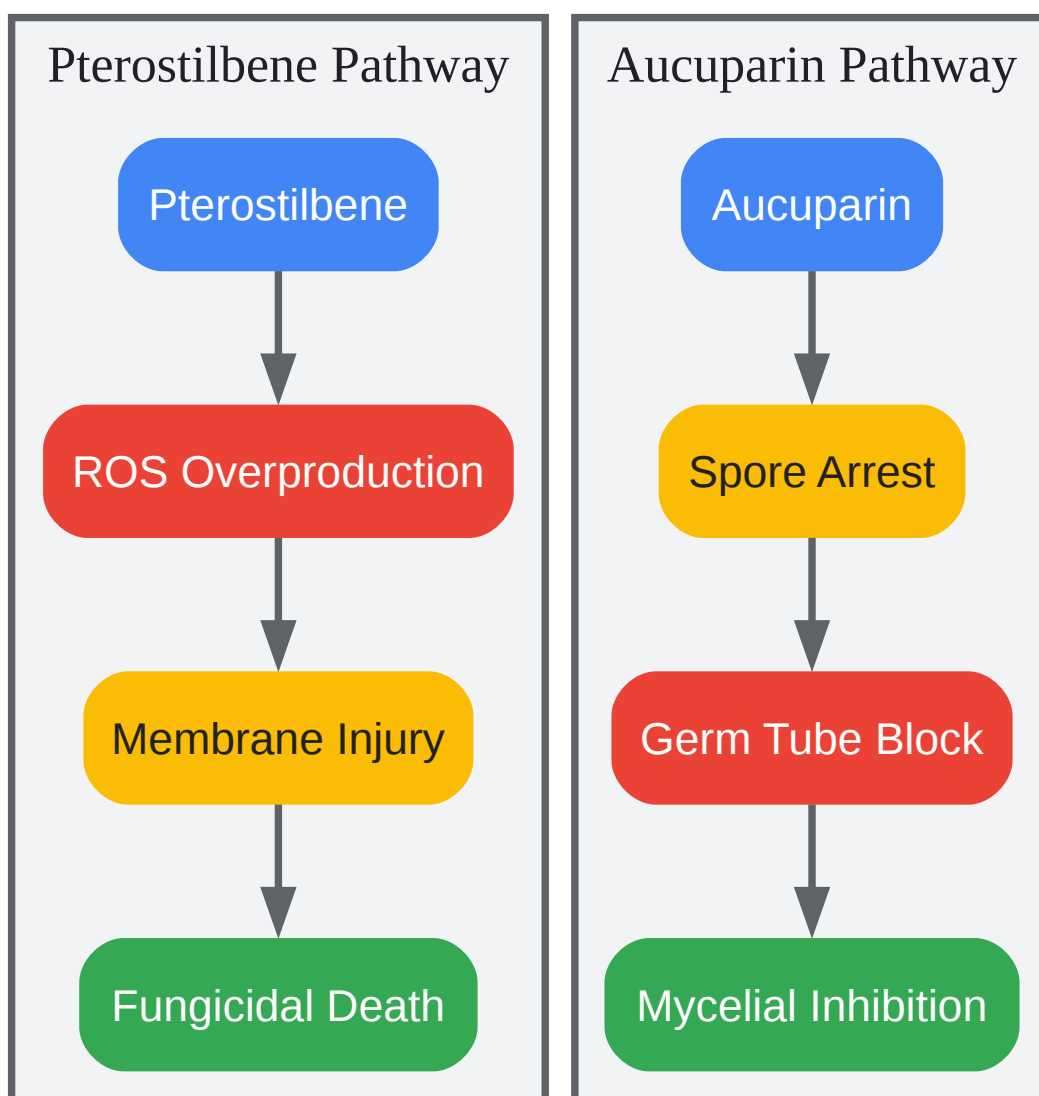 Pterostilbene Pathway
Pterostilbene
ROS Overproduction
Membrane Injury
Fungicidal Death
Aucuparin Pathway
Aucuparin
Spore Arrest
Germ Tube Block
Mycelial Inhibition